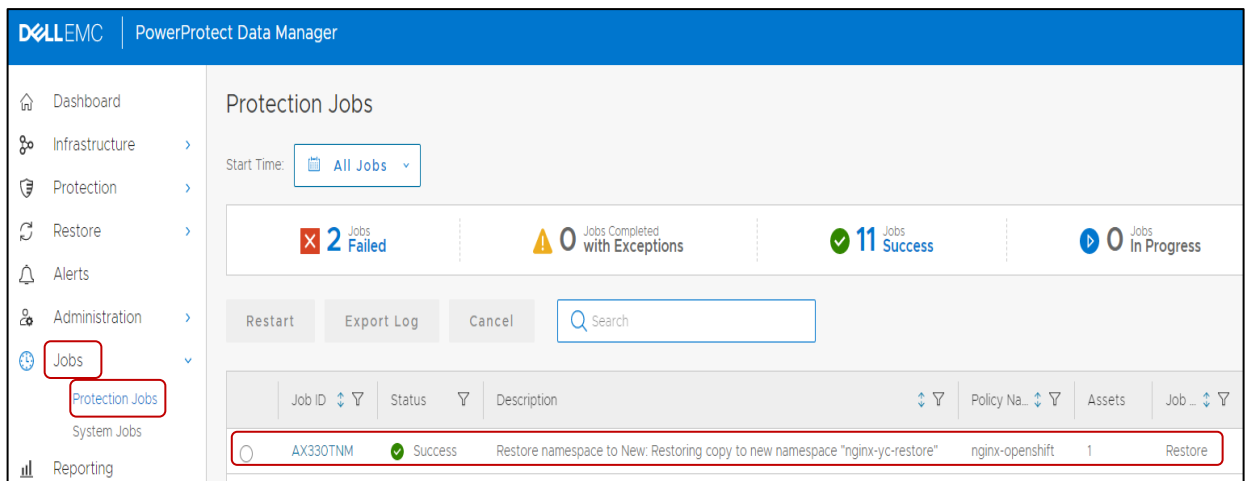 DELLEMC PowerProtect Data Manager
Dashboard
Infrastructure
Protection
Restore
Alerts
Administration
Jobs
Protection Jobs
System Jobs
Reporting
Protection Jobs
Start Time: All Jobs
2 Jobs Failed
0 Jobs Completed with Exceptions
11 Jobs Success
0 Jobs In Progress
Restart Export Log Cancel Search
Job ID Status Description Policy Na... Assets Job ...
AX330TNM Success Restore namespace to New: Restoring copy to new namespace "nginx-yc-restore" nginx-openshift 1 Restore